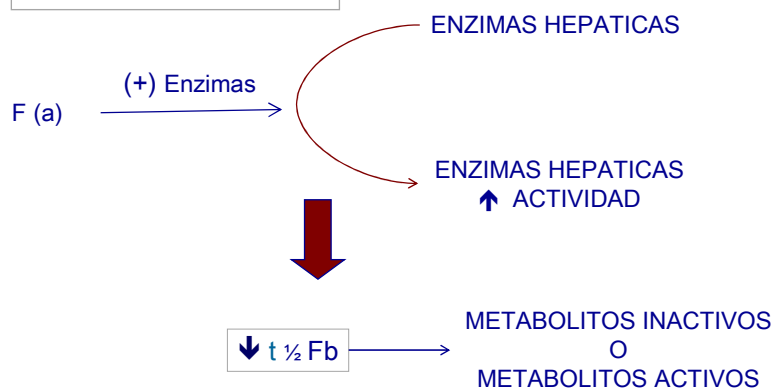 ENZIMAS HEPATICAS
(+) Enzimas
F (a)
ENZIMAS HEPATICAS
↑ ACTIVIDAD
↓ t ½ Fb
METABOLITOS INACTIVOS
O
METABOLITOS ACTIVOS